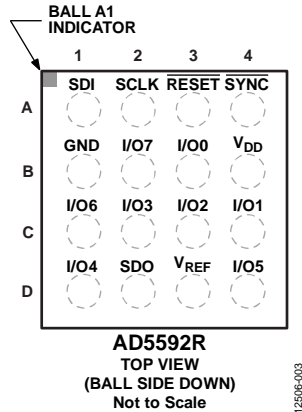 BALL A1
INDICATOR
1 2 3 4
A SDI SCLK RESET SYNC
B GND I/O7 I/O0 VDD
C I/O6 I/O3 I/O2 I/O1
D I/O4 SDO VREF I/O5
AD5592R
TOP VIEW
(BALL SIDE DOWN)
Not to Scale
12506-003